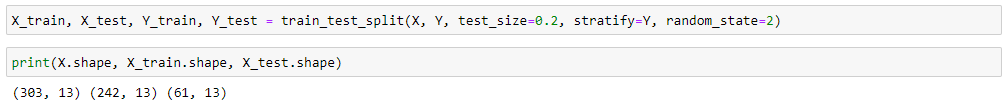 X_train, X_test, Y_train, Y_test = train_test_split(X, Y, test_size=0.2, stratify=Y, random_state=2)
print(X.shape, X_train.shape, X_test.shape)
(303, 13) (242, 13) (61, 13)